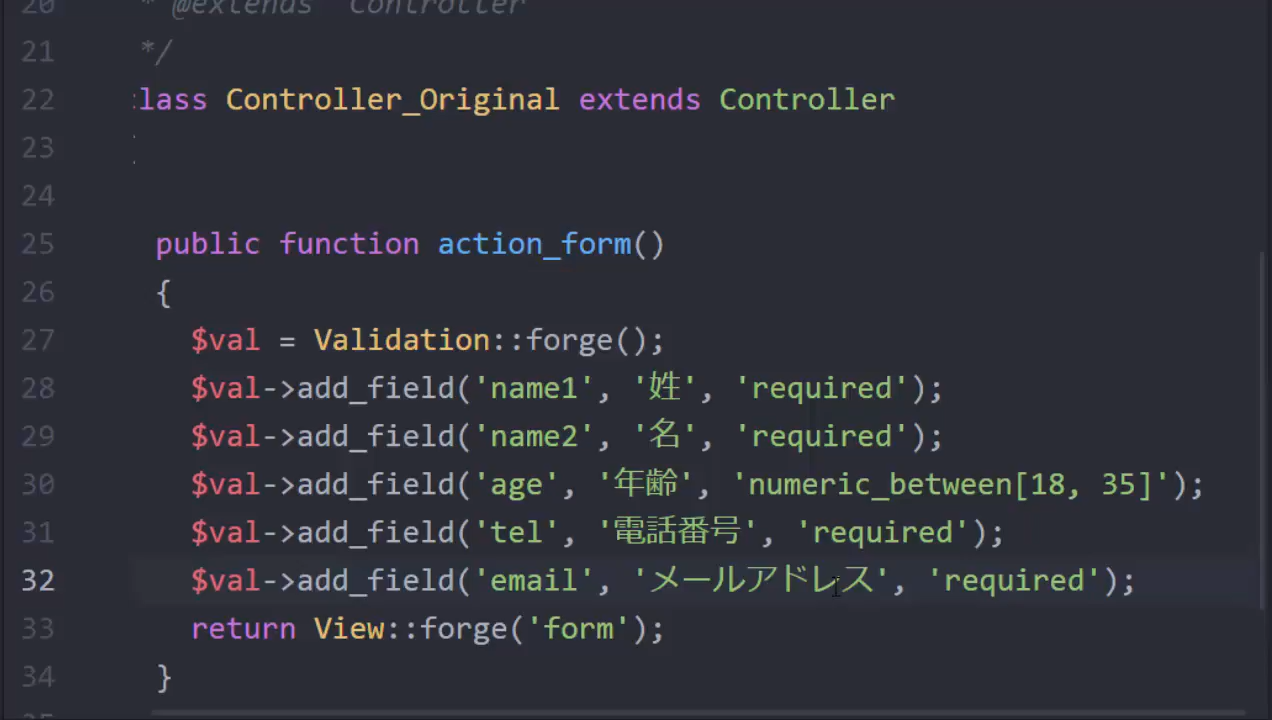 20 * @extends Controller
21 */
22 lass Controller_Original extends Controller
23
24
25 public function action_form()
26 {
27 $val = Validation::forge();
28 $val->add_field('name1', '姓', 'required');
29 $val->add_field('name2', '名', 'required');
30 $val->add_field('age', '年齢', 'numeric_between[18, 35]');
31 $val->add_field('tel', '電話番号', 'required');
32 $val->add_field('email', 'メールアドレス', 'required');
33 return View::forge('form');
34 }